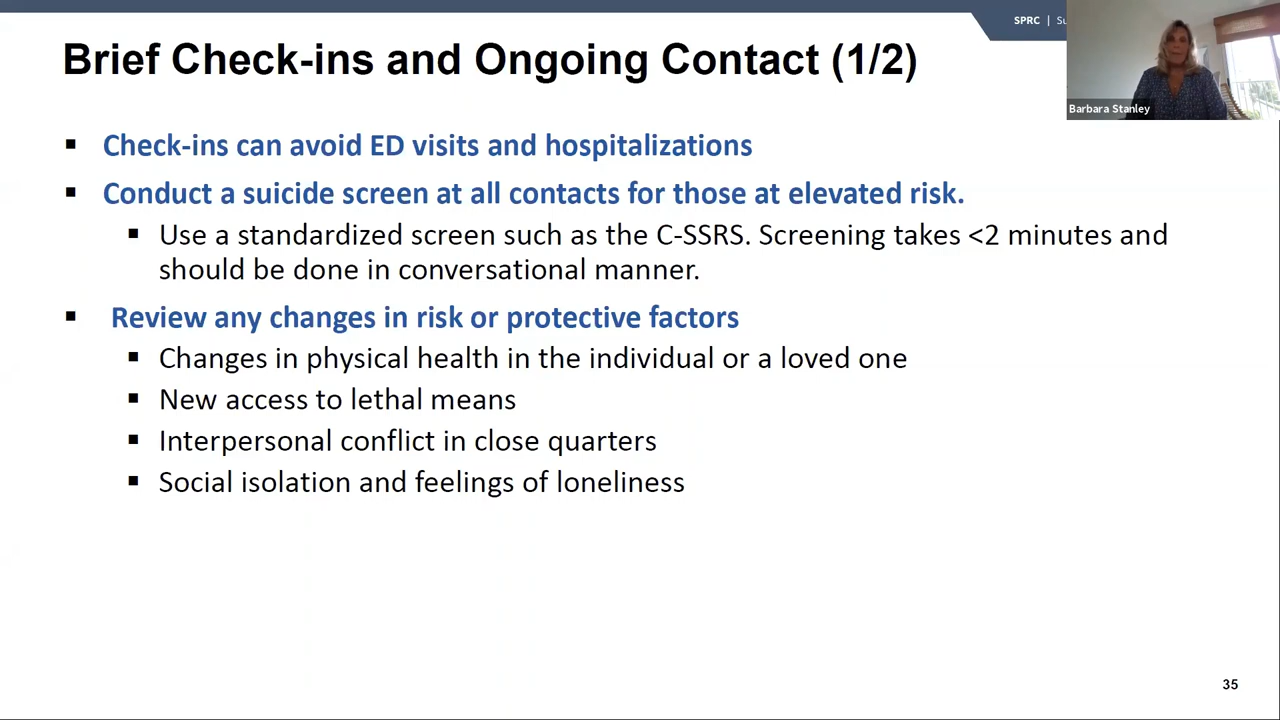 SPRC | Su
Brief Check-ins and Ongoing Contact (1/2)
Barbara Stanley
▪ Check-ins can avoid ED visits and hospitalizations
▪ Conduct a suicide screen at all contacts for those at elevated risk.
▪ Use a standardized screen such as the C-SSRS. Screening takes <2 minutes and
should be done in conversational manner.
▪ Review any changes in risk or protective factors
▪ Changes in physical health in the individual or a loved one
▪ New access to lethal means
▪ Interpersonal conflict in close quarters
▪ Social isolation and feelings of loneliness
35